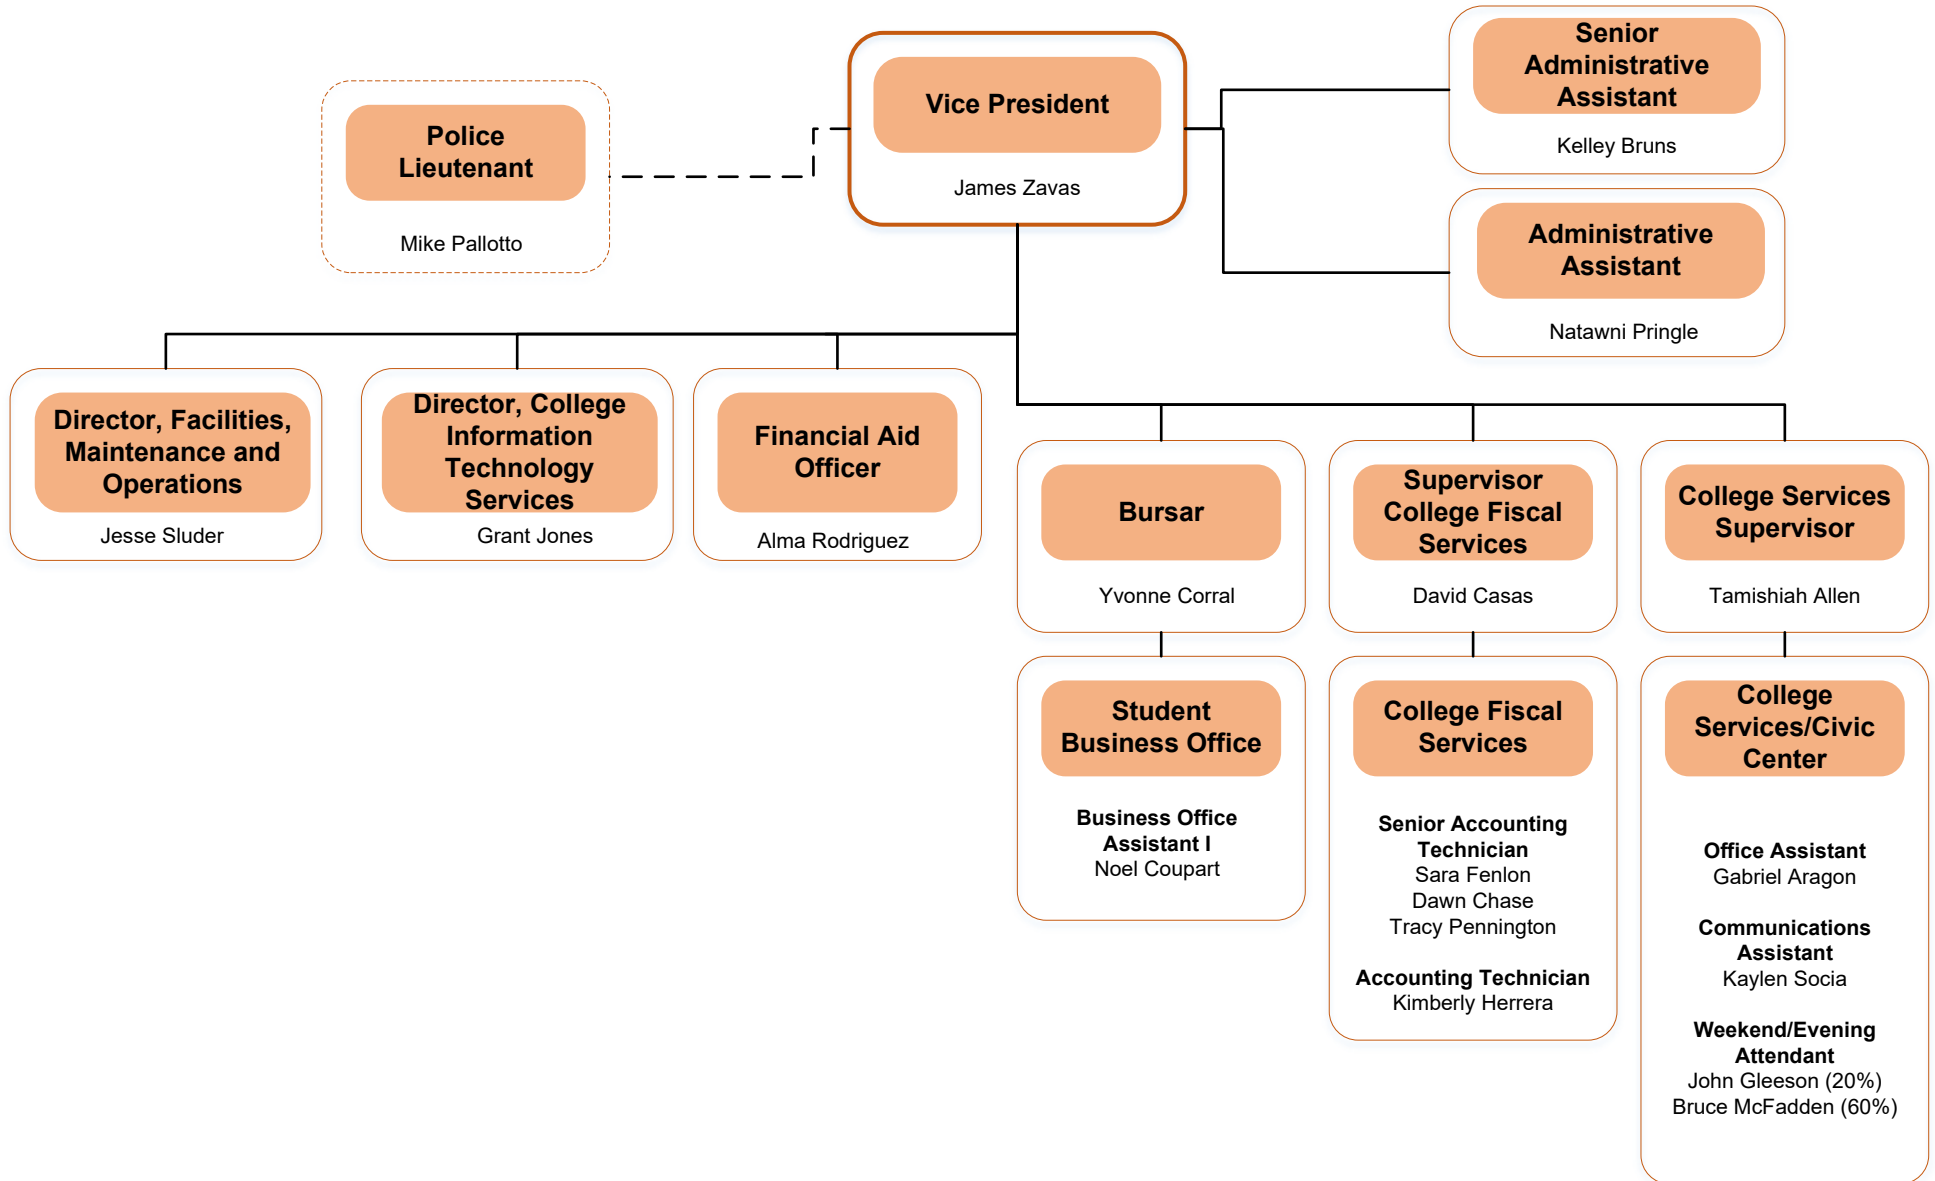 Senior
Administrative
Assistant
Kelley Bruns
Vice President
James Zavas
Police
Lieutenant
Mike Pallotto
Administrative
Assistant
Natawni Pringle
Director, Facilities,
Maintenance and
Operations
Jesse Sluder
Director, College
Information
Technology
Services
Grant Jones
Financial Aid
Officer
Alma Rodriguez
Bursar
Yvonne Corral
Supervisor
College Fiscal
Services
David Casas
College Services
Supervisor
Tamishiah Allen
Student
Business Office
Business Office
Assistant I
Noel Coupart
College Fiscal
Services
Senior Accounting
Technician
Sara Fenlon
Dawn Chase
Tracy Pennington
Accounting Technician
Kimberly Herrera
College
Services/Civic
Center
Office Assistant
Gabriel Aragon
Communications
Assistant
Kaylen Socia
Weekend/Evening
Attendant
John Gleeson (20%)
Bruce McFadden (60%)